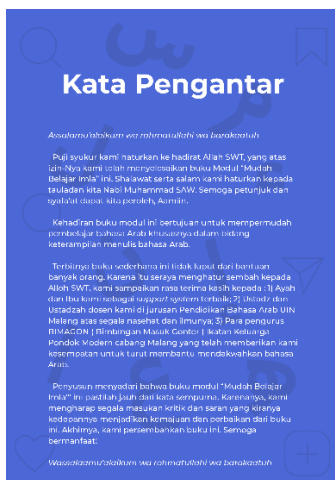 Kata Pengantar
Assalamu'alaikum wa rahmatullahi wa barakaatuh
Puji syukur kami haturkan ke hadirat Allah SWT, yang atas
izin-Nya kami telah menyelesaikan buku Modul "Mudah
Belajar Imla" ini. Shalawat serta salam kami haturkan kepada
tauladan kita Nabi Muhammad SAW. Semoga petunjuk dan
syafa'at dapat kita peroleh, Aamiin.
Kehadiran buku modul ini bertujuan untuk mempermudah
pembelajar bahasa Arab khususnya dalam bidang
keterampilan menulis bahasa Arab.
Terbitnya buku sederhana ini tidak luput dari bantuan
banyak orang. Karena itu seraya menghatur sembah kepada
Alloh SWT, kami sampaikan rasa terima kasih kepada : 1) Ayah
dan Ibu kami sebagai support system terbaik; 2) Ustadz dan
Ustadzah dosen kami di jurusan Pendidikan Bahasa Arab UIN
Malang atas segala nasehat dan ilmunya; 3) Para pengurus
BIMAGON ( Bimbingan Masuk Gontor ) Ikatan Keluarga
Pondok Modern cabang Malang yang telah memberikan kami
kesempatan untuk turut membantu mendakwahkan bahasa
Arab.
Penyusun menyadari bahwa buku modul "Mudah Belajar
Imla'" ini pastilah jauh dari kata sempurna. Karenanya, kami
mengharap segala masukan kritik dan saran yang kiranya
kedepannya menjadikan kemajuan dan perbaikan dari buku
ini. Akhirnya, kami persembahkan buku ini. Semoga
bermanfaat!
Wassalaamu'alaikum wa rahmatullahi wa barakaatuh